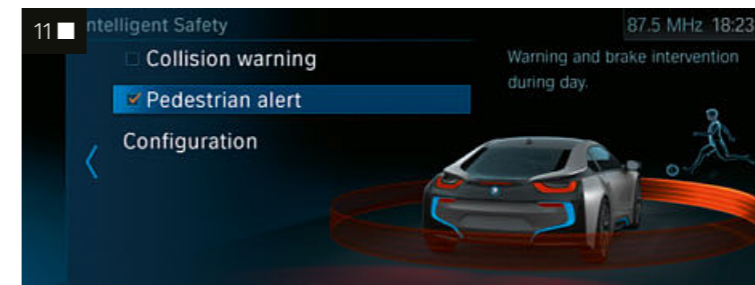 11
ntelligent Safety
87.5 MHz 18:23
Collision warning
Pedestrian alert
Configuration
Warning and brake intervention
during day.